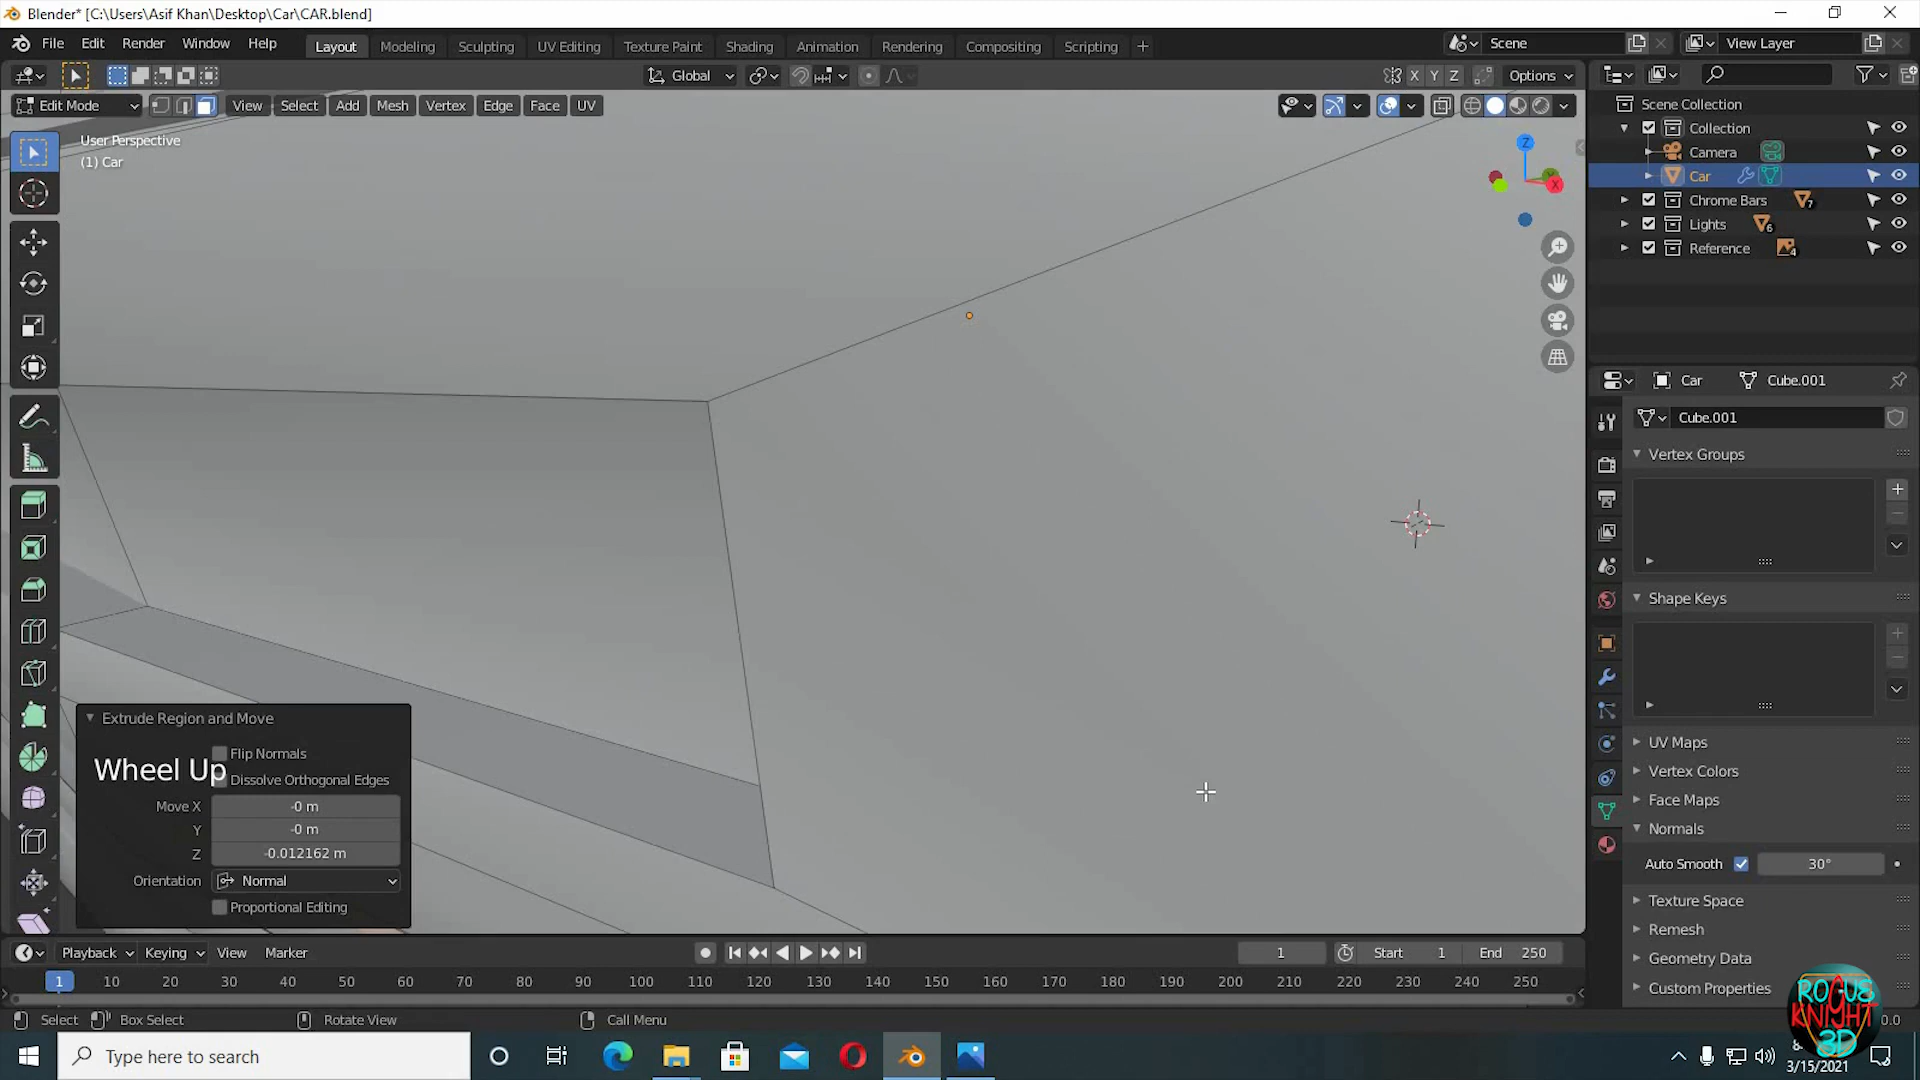 Blender* [C:\Users\Asif Khan\Desktop\Car\CAR.blend]
File Edit Render Window Help
Layout Modeling Sculpting UV Editing Texture Paint Shading Animation Rendering Compositing Scripting
Scene
View Layer
Global
X Y Z
Options
Edit Mode
View Select Add Mesh Vertex Edge Face UV
User Perspective
(1) Car
Z
X
Scene Collection
Collection
Camera
Car
Chrome Bars 7
Lights 6
Reference 4
Car Cube.001
Cube.001
Vertex Groups
Shape Keys
UV Maps
Vertex Colors
Face Maps
Normals
Auto Smooth 30°
Texture Space
Remesh
Geometry Data
Custom Properties
Extrude Region and Move
Flip Normals
Wheel Up
Dissolve Orthogonal Edges
Move X -0 m
Y -0 m
Z -0.012162 m
Orientation Normal
Proportional Editing
Playback Keying View Marker
1 Start 1 End 250
1 10 20 30 40 50 60 70 80 90 100 110 120 130 140 150 160 170 180 190 200 210 220 230 240 250
Select Box Select Rotate View Call Menu
ROGUE KNIGHT 3D
Type here to search
3/15/2021